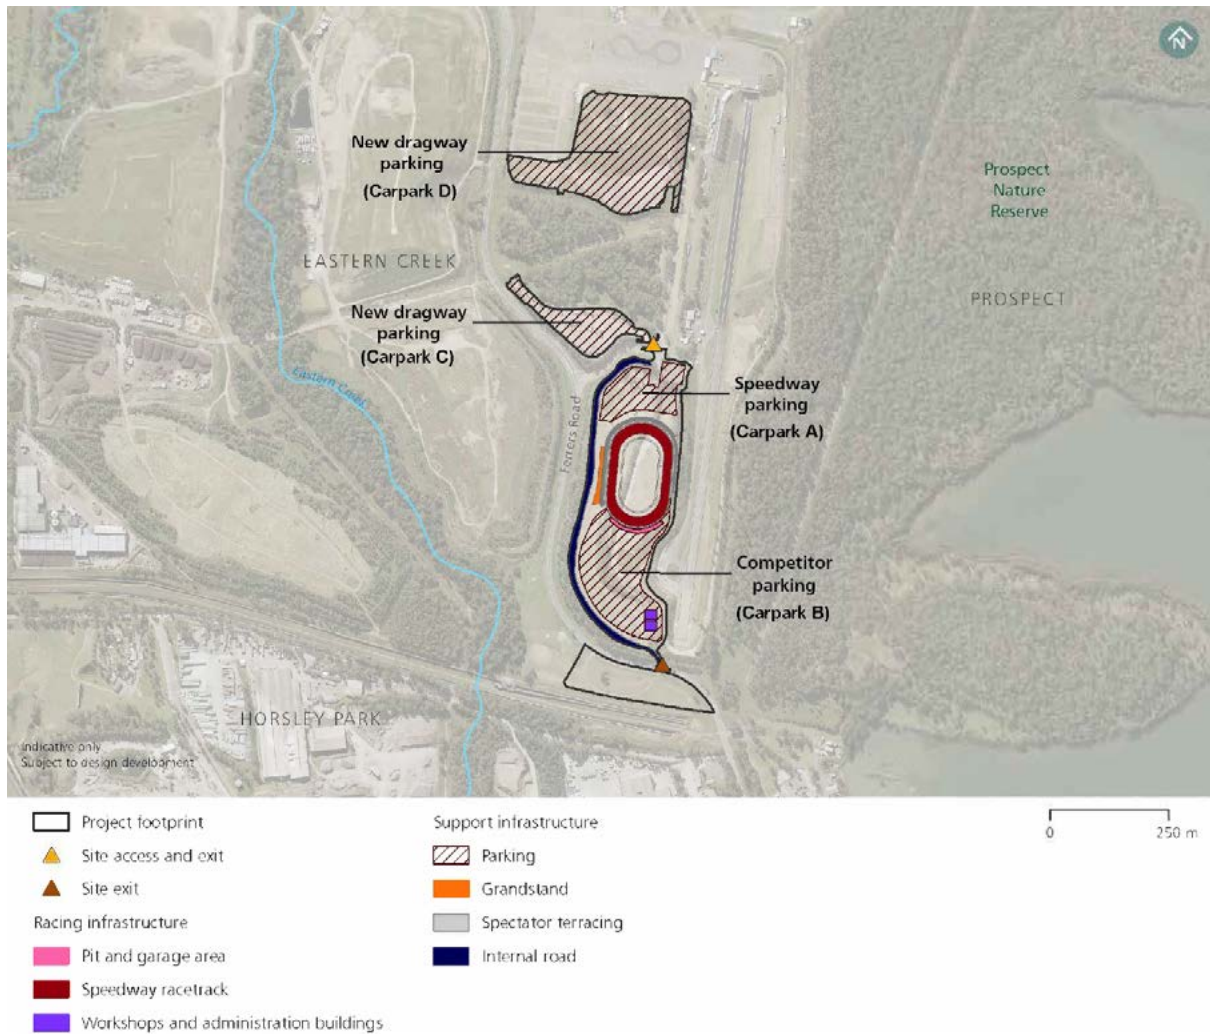 N
New dragway
parking
(Carpark D)
Prospect
Nature
Reserve
EASTERN CREEK
PROSPECT
New dragway
parking
(Carpark C)
Eastern Creek
Speedway
parking
(Carpark A)
Ferrers Road
Competitor
parking
(Carpark B)
HORSLEY PARK
Indicative only
Subject to design development
Project footprint
Site access and exit
Site exit
Racing infrastructure
Pit and garage area
Speedway racetrack
Workshops and administration buildings
Support infrastructure
Parking
Grandstand
Spectator terracing
Internal road
0 250 m